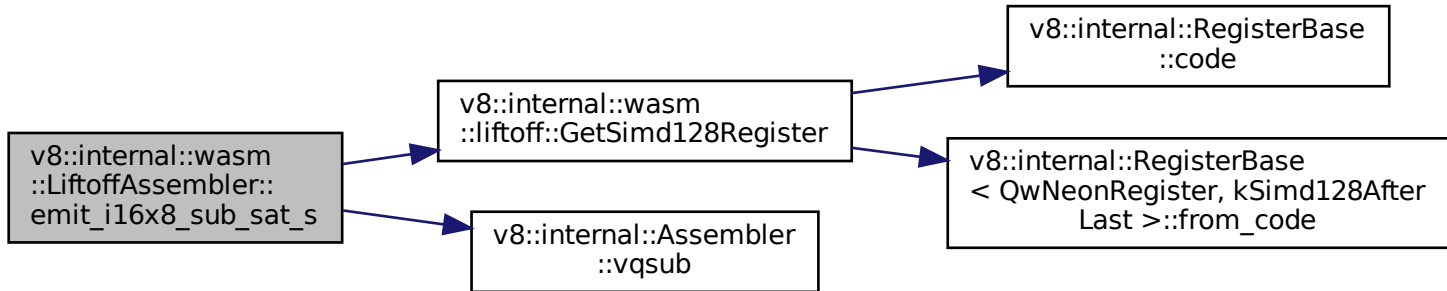 v8::internal::wasm
::LiftoffAssembler::
emit_i16x8_sub_sat_s
v8::internal::wasm
::liftoff::GetSimd128Register
v8::internal::Assembler
::vqsub
v8::internal::RegisterBase
::code
v8::internal::RegisterBase
< QwNeonRegister, kSimd128After
Last >::from_code